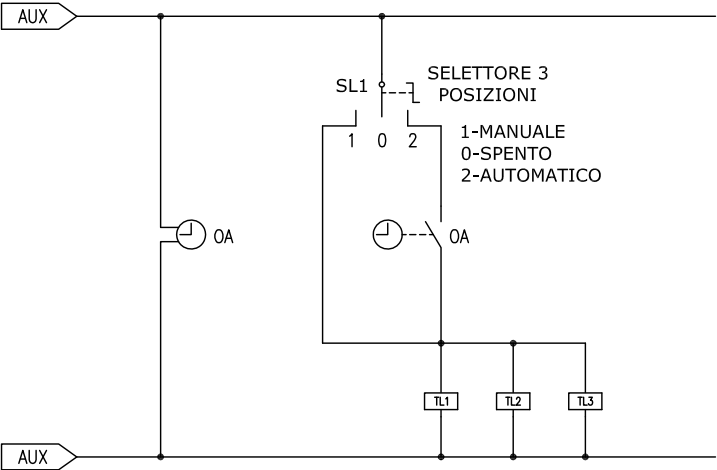 AUX
SL1
SELETTORE 3
POSIZIONI
1 0 2
1-MANUALE
0-SPENTO
2-AUTOMATICO
OA
OA
TL1
TL2
TL3
AUX